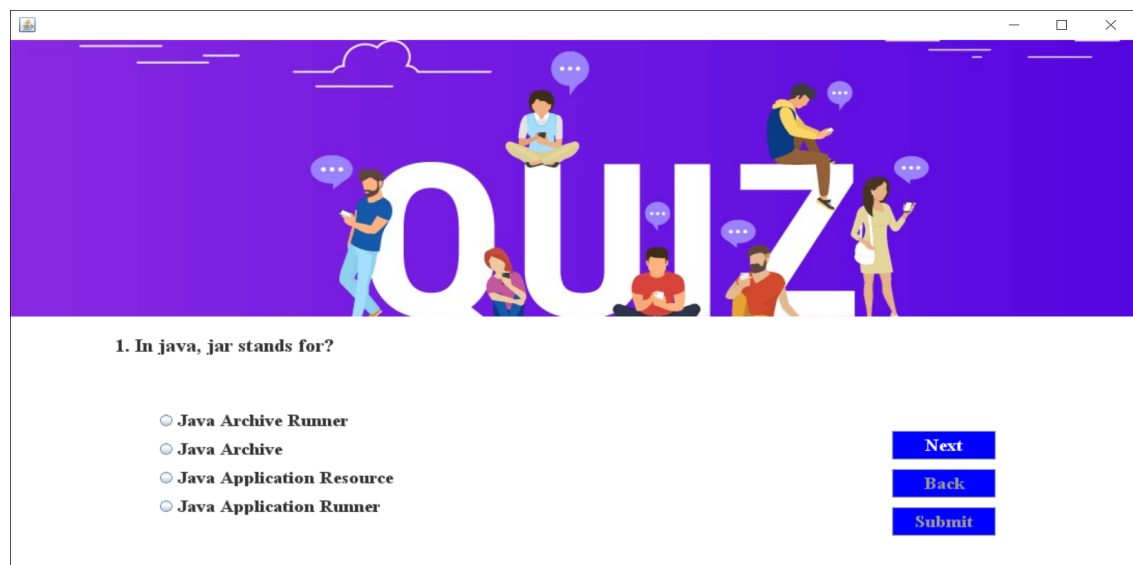 QUIZ
1. In java, jar stands for?
Java Archive Runner
Java Archive
Java Application Resource
Java Application Runner
Next
Back
Submit